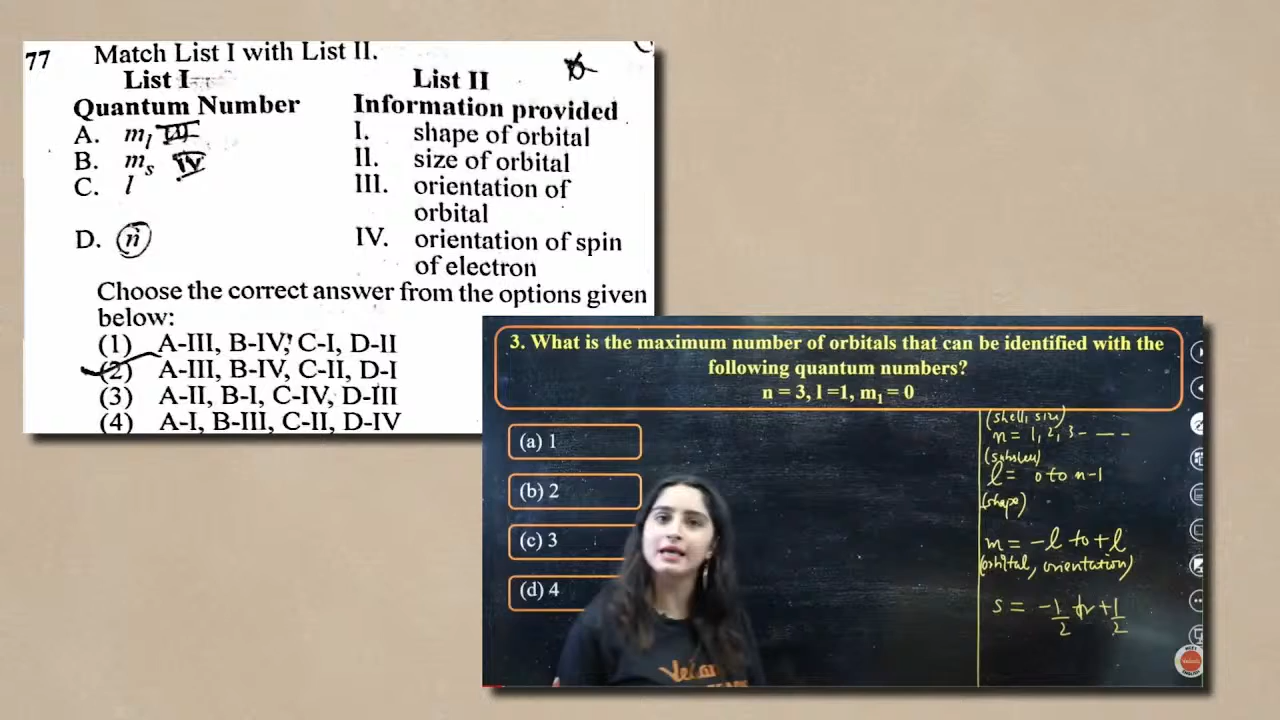 77 Match List I with List II.
List I List II
Quantum Number Information provided
A. mₗ III I. shape of orbital
B. mₛ IV II. size of orbital
C. l III. orientation of
orbital
D. n IV. orientation of spin
of electron
Choose the correct answer from the options given
below:
(1) A-III, B-IV, C-I, D-II
(2) A-III, B-IV, C-II, D-I
(3) A-II, B-I, C-IV, D-III
(4) A-I, B-III, C-II, D-IV
3. What is the maximum number of orbitals that can be identified with the
following quantum numbers?
n = 3, l =1, m₁ = 0
(a) 1
(b) 2
(c) 3
(d) 4
(shell, size)
n = 1, 2, 3 - — - -
(subshell)
l = 0 to n-1
(shape)
m = -l to +l
(orbital, orientation)
s = -1/2 or +1/2
Vedantu